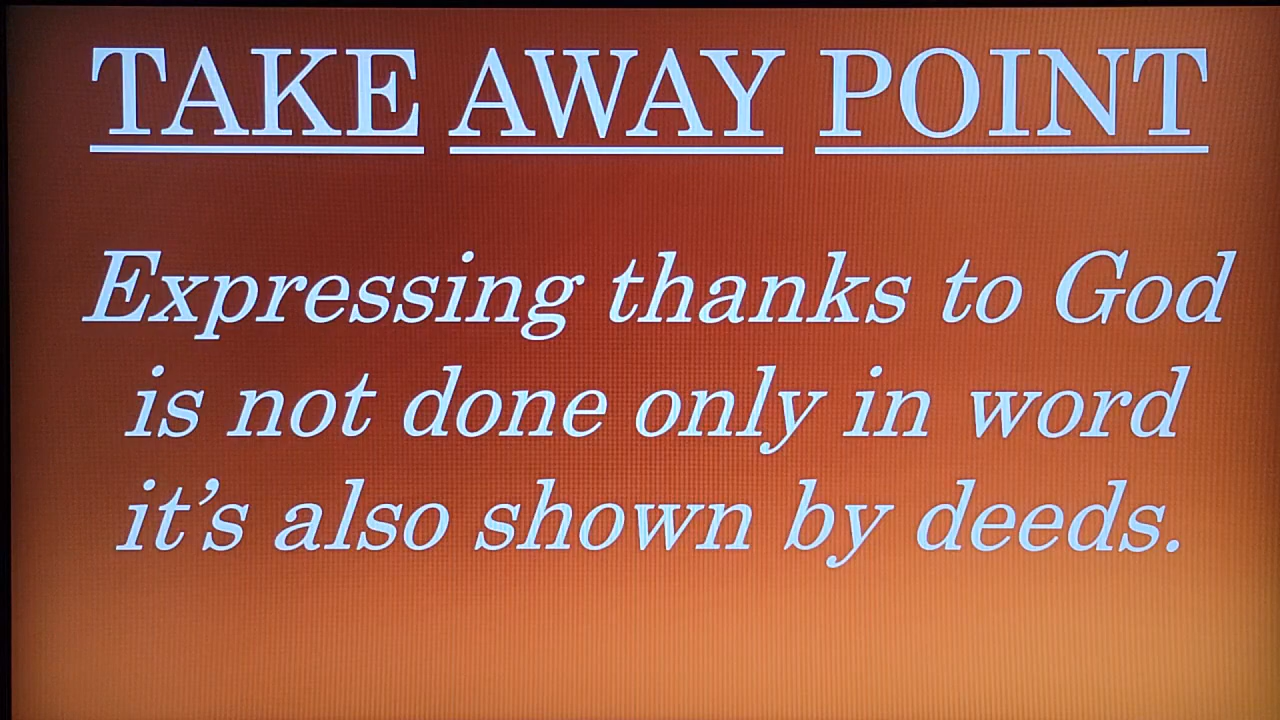 TAKE AWAY POINT
Expressing thanks to God
is not done only in word
it's also shown by deeds.